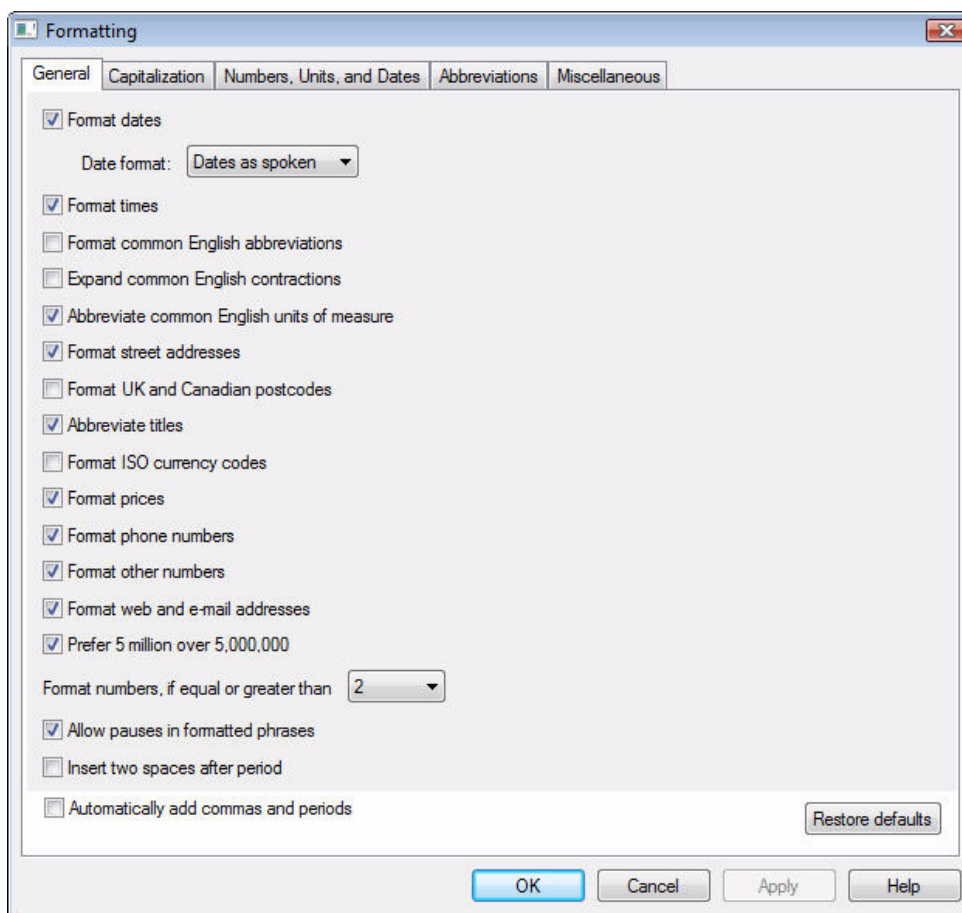 Formatting
General Capitalization Numbers, Units, and Dates Abbreviations Miscellaneous
Format dates
Date format: Dates as spoken
Format times
Format common English abbreviations
Expand common English contractions
Abbreviate common English units of measure
Format street addresses
Format UK and Canadian postcodes
Abbreviate titles
Format ISO currency codes
Format prices
Format phone numbers
Format other numbers
Format web and e-mail addresses
Prefer 5 million over 5,000,000
Format numbers, if equal or greater than 2
Allow pauses in formatted phrases
Insert two spaces after period
Automatically add commas and periods
Restore defaults
OK Cancel Apply Help